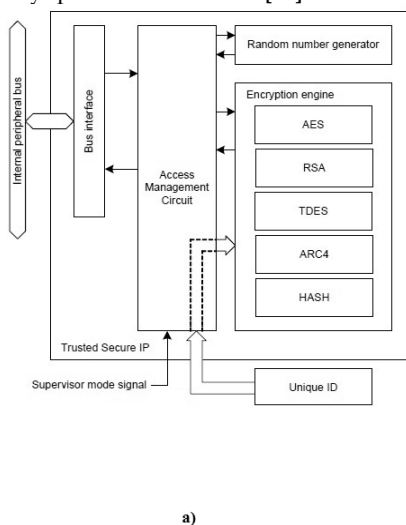 Internal peripheral bus
Bus interface
Access
Management
Circuit
Random number generator
Encryption engine
AES
RSA
TDES
ARC4
HASH
Trusted Secure IP
Supervisor mode signal
Unique ID
a)